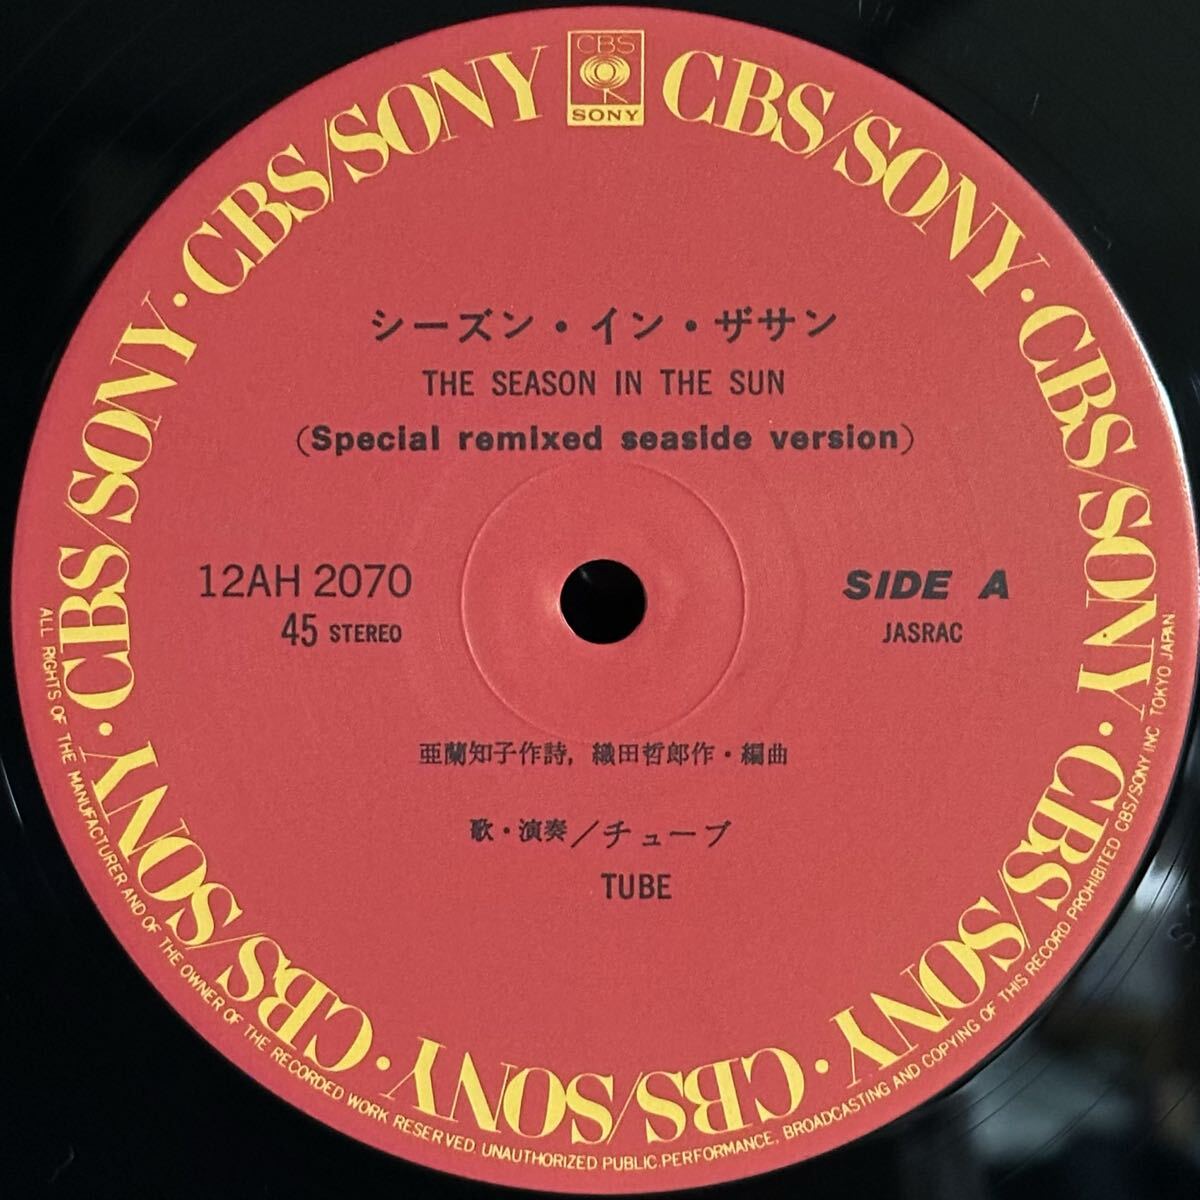 CBS
SONY
CBS/SONY · CBS/SONY · CBS/SONY · CBS/SONY · CBS/SONY · CBS/SONY · CBS/SONY · CBS/SONY · CBS/SONY · CBS/SONY
シーズン・イン・ザサン
THE SEASON IN THE SUN
(Special remixed seaside version)
12AH 2070
45 STEREO
SIDE A
JASRAC
亜蘭知子作詩, 織田哲郎作・編曲
歌・演奏/チューブ
TUBE
ALL RIGHTS OF THE MANUFACTURER AND OF THE OWNER OF THE RECORDED WORK RESERVED. UNAUTHORIZED PUBLIC PERFORMANCE, BROADCASTING AND COPYING OF THIS RECORD PROHIBITED CBS/SONY INC TOKYO JAPAN.